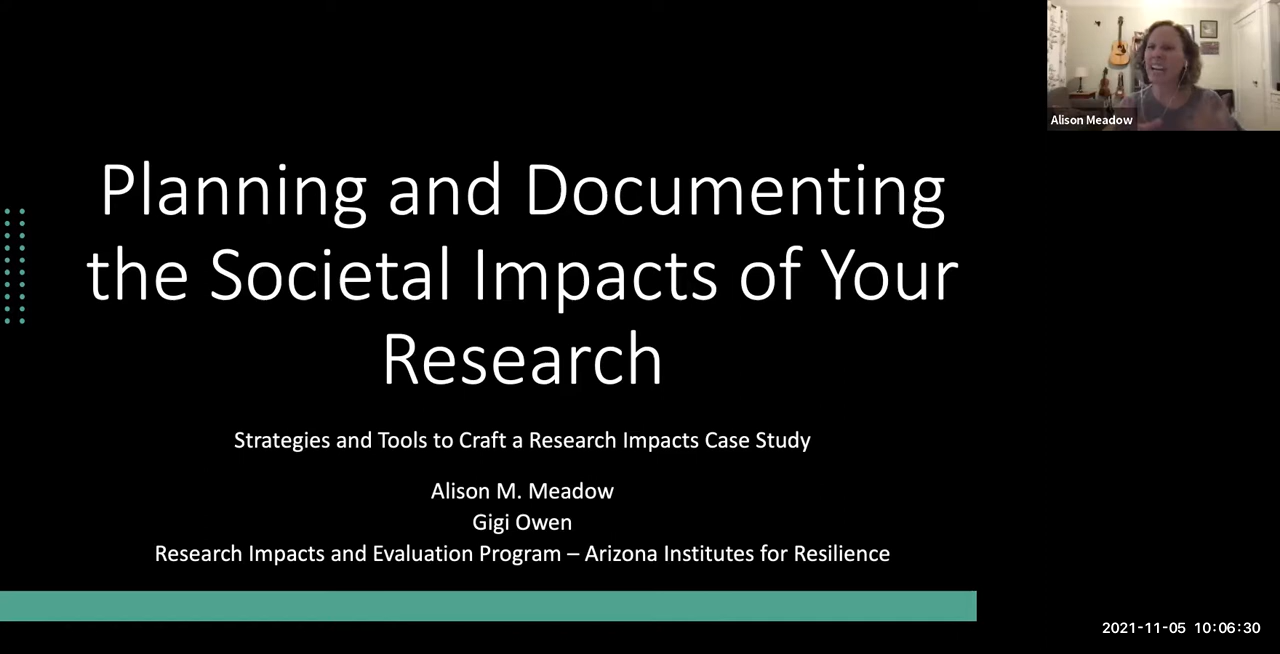 Alison Meadow
Planning and Documenting
the Societal Impacts of Your
Research
Strategies and Tools to Craft a Research Impacts Case Study
Alison M. Meadow
Gigi Owen
Research Impacts and Evaluation Program – Arizona Institutes for Resilience
2021-11-05 10:06:30